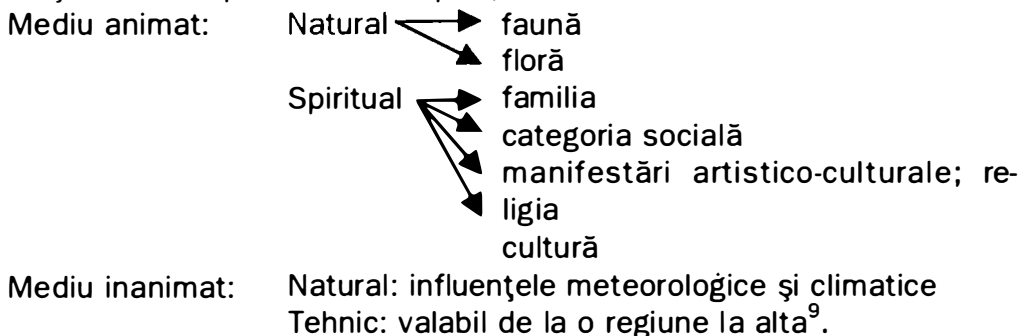 Mediu animat: Natural faună
floră
Spiritual familia
categoria socială
manifestări artistico-culturale; re-
ligia
cultură
Mediu inanimat: Natural: influenţele meteorologice şi climatice
Tehnic: valabil de la o regiune la alta⁹.